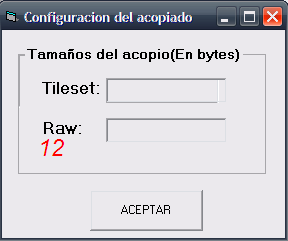 Configuracion del acopiado
Tamaños del acopio(En bytes)
Tileset:
Raw:
12
ACEPTAR